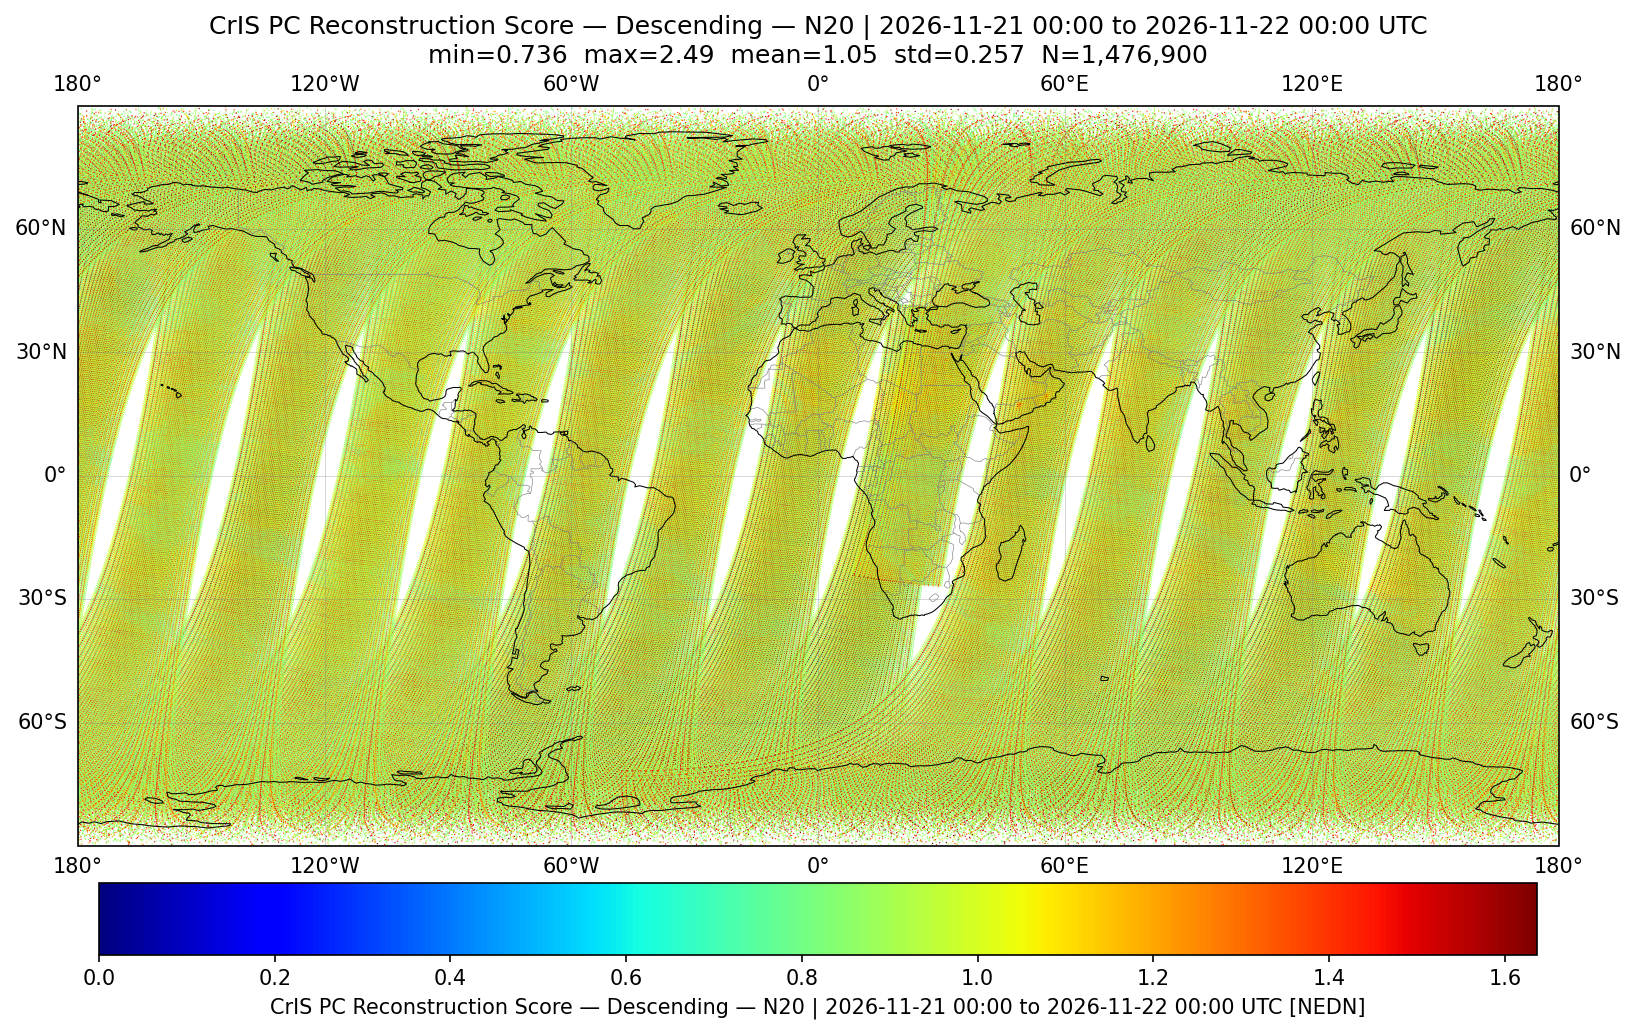 CrIS PC Reconstruction Score — Descending — N20 | 2026-11-21 00:00 to 2026-11-22 00:00 UTC
min=0.736  max=2.49  mean=1.05  std=0.257  N=1,476,900
180° 120°W 60°W 0° 60°E 120°E 180°
60°N 60°N
30°N 30°N
0° 0°
30°S 30°S
60°S 60°S
180° 120°W 60°W 0° 60°E 120°E 180°
0.0 0.2 0.4 0.6 0.8 1.0 1.2 1.4 1.6
CrIS PC Reconstruction Score — Descending — N20 | 2026-11-21 00:00 to 2026-11-22 00:00 UTC [NEDN]